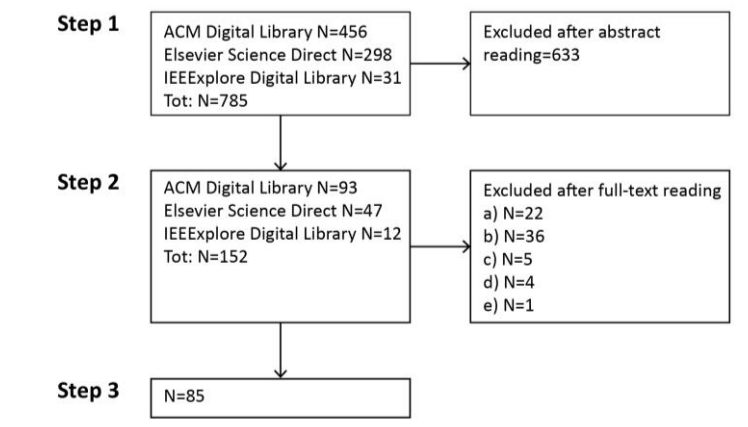 Step 1
ACM Digital Library N=456
Elsevier Science Direct N=298
IEEExplore Digital Library N=31
Tot: N=785
Excluded after abstract
reading=633
Step 2
ACM Digital Library N=93
Elsevier Science Direct N=47
IEEExplore Digital Library N=12
Tot: N=152
Excluded after full-text reading
a) N=22
b) N=36
c) N=5
d) N=4
e) N=1
Step 3
N=85